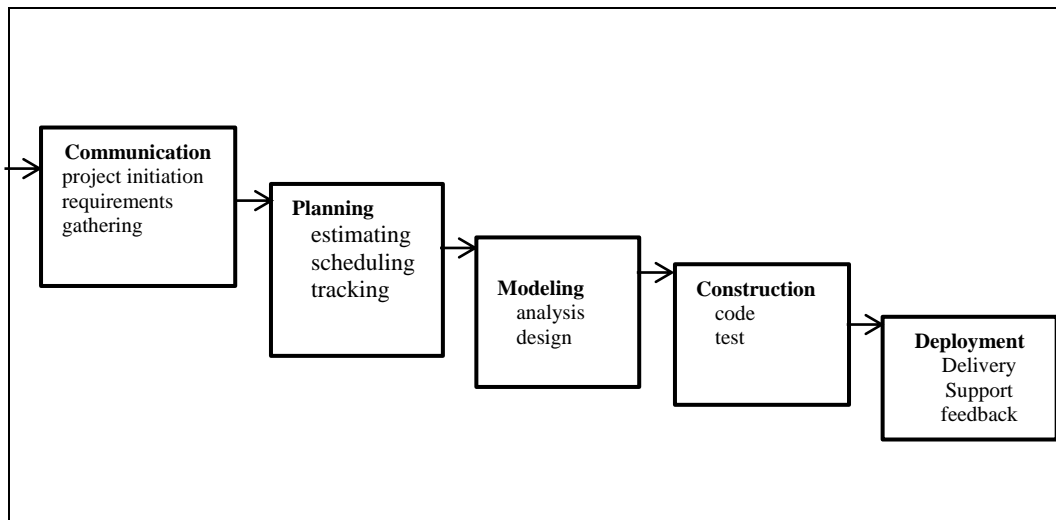 Communication
project initiation
requirements
gathering
Planning
estimating
scheduling
tracking
Modeling
analysis
design
Construction
code
test
Deployment
Delivery
Support
feedback